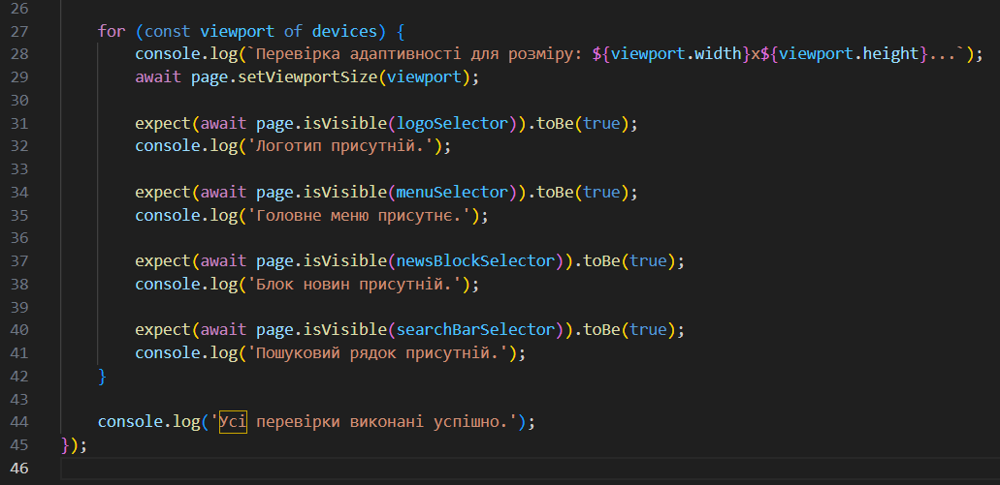 26
27 for (const viewport of devices) {
28 console.log(`Перевірка адаптивності для розміру: ${viewport.width}x${viewport.height}...`);
29 await page.setViewportSize(viewport);
30
31 expect(await page.isVisible(logoSelector)).toBe(true);
32 console.log('Логотип присутній.');
33
34 expect(await page.isVisible(menuSelector)).toBe(true);
35 console.log('Головне меню присутнє.');
36
37 expect(await page.isVisible(newsBlockSelector)).toBe(true);
38 console.log('Блок новин присутній.');
39
40 expect(await page.isVisible(searchBarSelector)).toBe(true);
41 console.log('Пошуковий рядок присутній.');
42 }
43
44 console.log('Усі перевірки виконані успішно.');
45 });
46